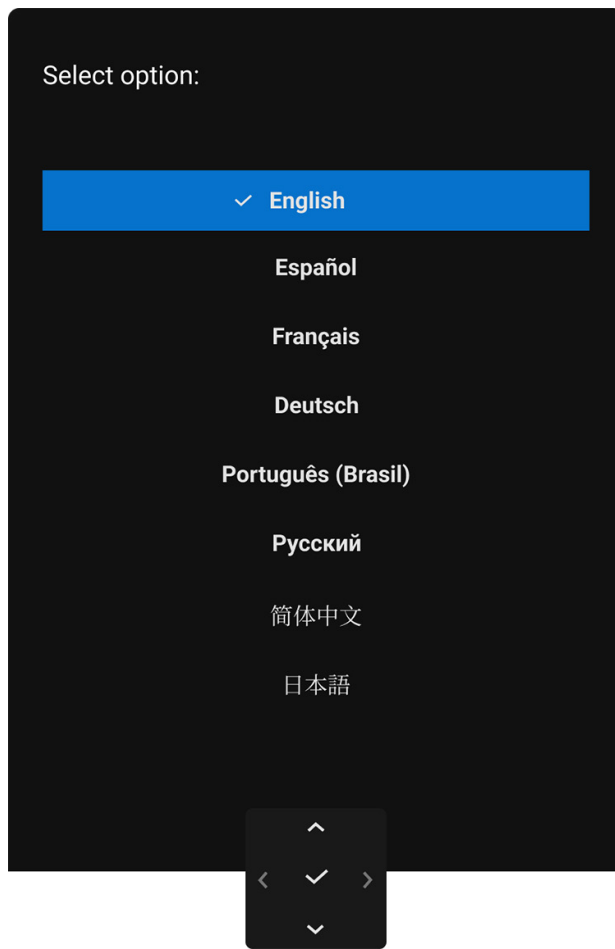 Select option:
English
Español
Français
Deutsch
Português (Brasil)
Русский
简体中文
日本語